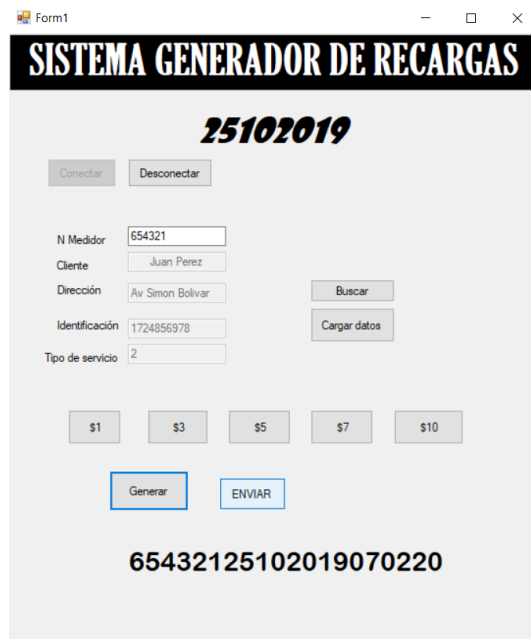 Form1
SISTEMA GENERADOR DE RECARGAS
25102019
Conectar Desconectar
N Medidor 654321
Cliente Juan Perez
Dirección Av Simon Bolivar Buscar
Identificación 1724856978 Cargar datos
Tipo de servicio 2
$1 $3 $5 $7 $10
Generar ENVIAR
65432125102019070220